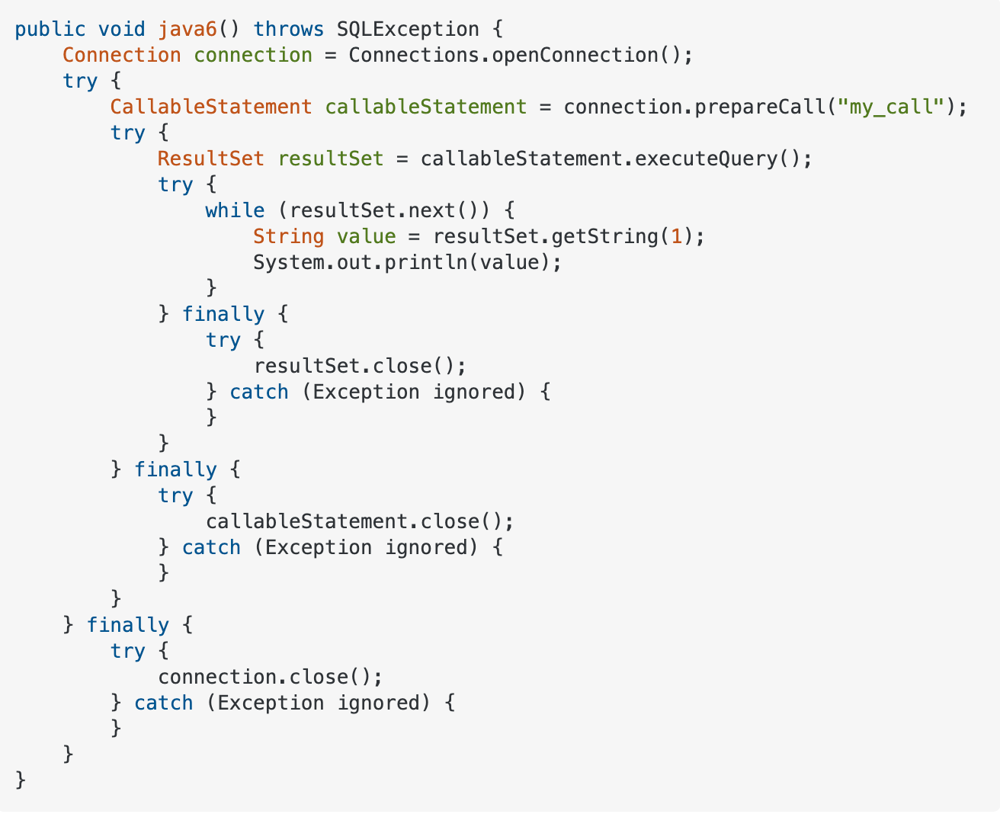 public void java6() throws SQLException {
    Connection connection = Connections.openConnection();
    try {
        CallableStatement callableStatement = connection.prepareCall("my_call");
        try {
            ResultSet resultSet = callableStatement.executeQuery();
            try {
                while (resultSet.next()) {
                    String value = resultSet.getString(1);
                    System.out.println(value);
                }
            } finally {
                try {
                    resultSet.close();
                } catch (Exception ignored) {
                }
            }
        } finally {
            try {
                callableStatement.close();
            } catch (Exception ignored) {
            }
        }
    } finally {
        try {
            connection.close();
        } catch (Exception ignored) {
        }
    }
}